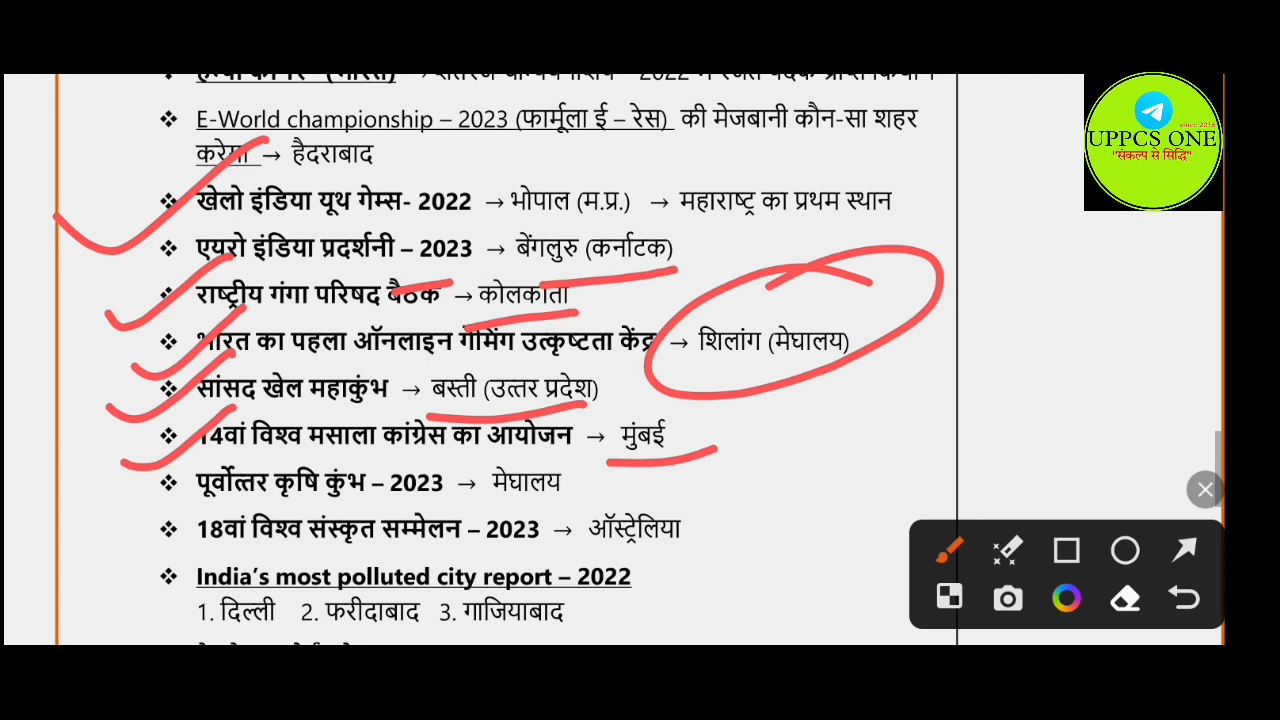 E-World championship – 2023 (फार्मूला ई – रेस) की मेजबानी कौन-सा शहर
करेगा → हैदराबाद
खेलो इंडिया यूथ गेम्स- 2022 → भोपाल (म.प्र.) → महाराष्ट्र का प्रथम स्थान
एयरो इंडिया प्रदर्शनी – 2023 → बेंगलुरु (कर्नाटक)
राष्ट्रीय गंगा परिषद बैठक → कोलकाता
भारत का पहला ऑनलाइन गेमिंग उत्कृष्टता केंद्र → शिलांग (मेघालय)
सांसद खेल महाकुंभ → बस्ती (उत्तर प्रदेश)
14वां विश्व मसाला कांग्रेस का आयोजन → मुंबई
पूर्वोत्तर कृषि कुंभ – 2023 → मेघालय
18वां विश्व संस्कृत सम्मेलन – 2023 → ऑस्ट्रेलिया
India’s most polluted city report – 2022
1. दिल्ली 2. फरीदाबाद 3. गाजियाबाद
since 2016
UPPCS ONE
"संकल्प से सिद्धि"